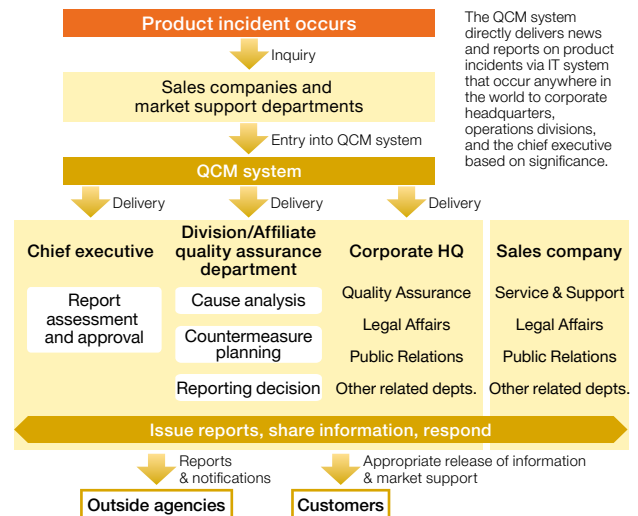 Product incident occurs
Inquiry
Sales companies and
market support departments
Entry into QCM system
QCM system
Delivery
Delivery
Delivery
The QCM system
directly delivers news
and reports on product
incidents via IT system
that occur anywhere in
the world to corporate
headquarters,
operations divisions,
and the chief executive
based on significance.
Chief executive
Report
assessment
and approval
Division/Affiliate
quality assurance
department
Cause analysis
Countermeasure
planning
Reporting decision
Corporate HQ
Quality Assurance
Legal Affairs
Public Relations
Other related depts.
Sales company
Service & Support
Legal Affairs
Public Relations
Other related depts.
Issue reports, share information, respond
Reports
& notifications
Appropriate release of information
& market support
Outside agencies
Customers